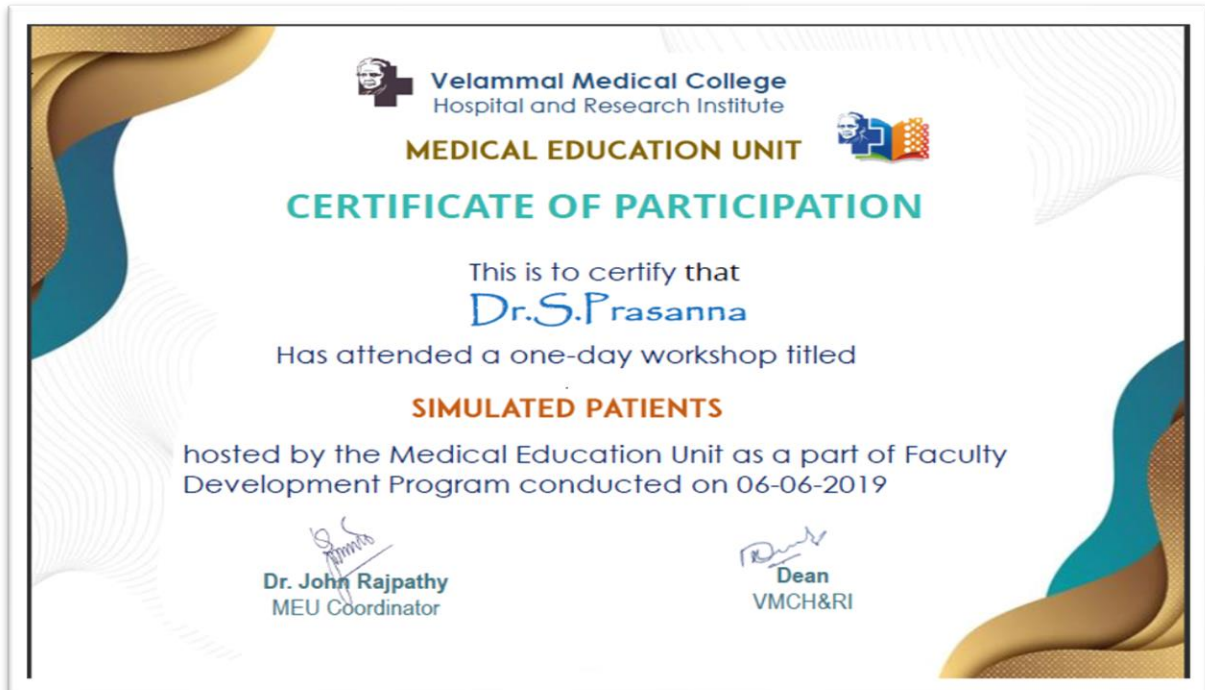 Velammal Medical College
Hospital and Research Institute
MEDICAL EDUCATION UNIT
CERTIFICATE OF PARTICIPATION
This is to certify that
Dr.S.Prasanna
Has attended a one-day workshop titled
SIMULATED PATIENTS
hosted by the Medical Education Unit as a part of Faculty
Development Program conducted on 06-06-2019
Dr. John Rajpathy
MEU Coordinator
Dean
VMCH&RI